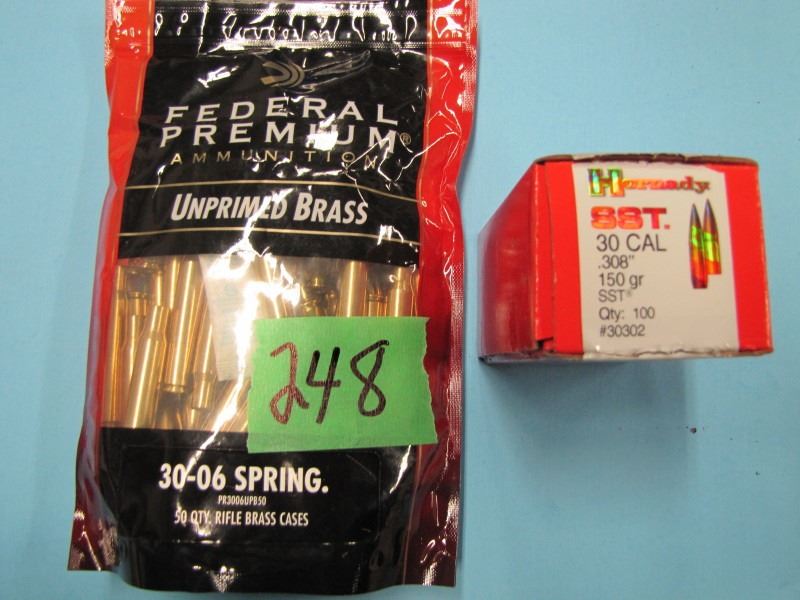 FEDERAL
PREMIUM®
AMMUNITION
UNPRIMED BRASS
248
30-06 SPRING.
PR3006UPB50
50 QTY. RIFLE BRASS CASES
Hornady
SST.
30 CAL
.308"
150 gr
SST®
Qty: 100
#30302